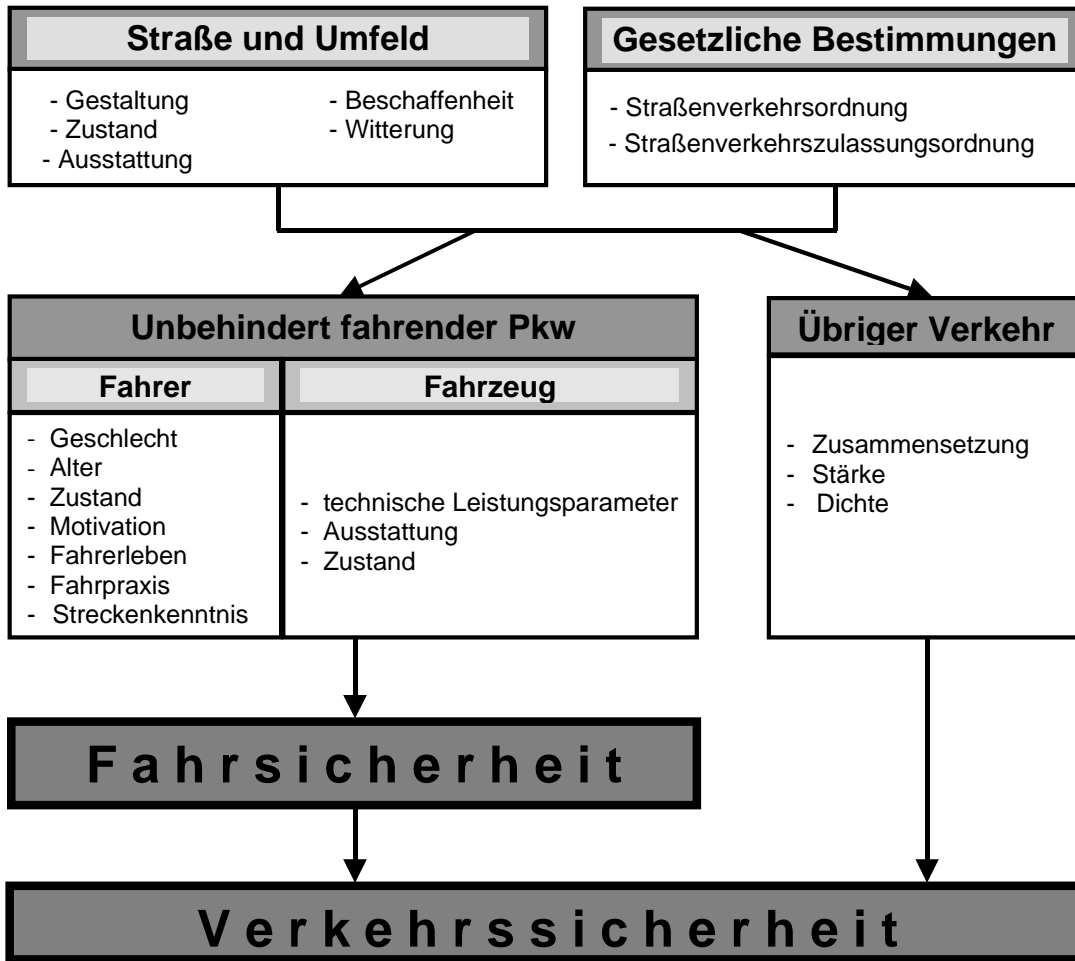 Straße und Umfeld
- Gestaltung
- Zustand
- Ausstattung
- Beschaffenheit
- Witterung
Gesetzliche Bestimmungen
- Straßenverkehrsordnung
- Straßenverkehrszulassungsordnung
Unbehindert fahrender Pkw
Fahrer
- Geschlecht
- Alter
- Zustand
- Motivation
- Fahrerleben
- Fahrpraxis
- Streckenkenntnis
Fahrzeug
- technische Leistungsparameter
- Ausstattung
- Zustand
Übriger Verkehr
- Zusammensetzung
- Stärke
- Dichte
Fahrsicherheit
Verkehrssicherheit